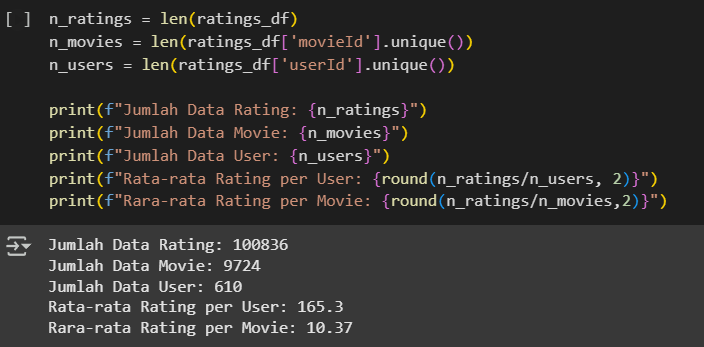 [ ] n_ratings = len(ratings_df)
n_movies = len(ratings_df['movieId'].unique())
n_users = len(ratings_df['userId'].unique())
print(f"Jumlah Data Rating: {n_ratings}")
print(f"Jumlah Data Movie: {n_movies}")
print(f"Jumlah Data User: {n_users}")
print(f"Rata-rata Rating per User: {round(n_ratings/n_users, 2)}")
print(f"Rara-rata Rating per Movie: {round(n_ratings/n_movies,2)}")
Jumlah Data Rating: 100836
Jumlah Data Movie: 9724
Jumlah Data User: 610
Rata-rata Rating per User: 165.3
Rara-rata Rating per Movie: 10.37